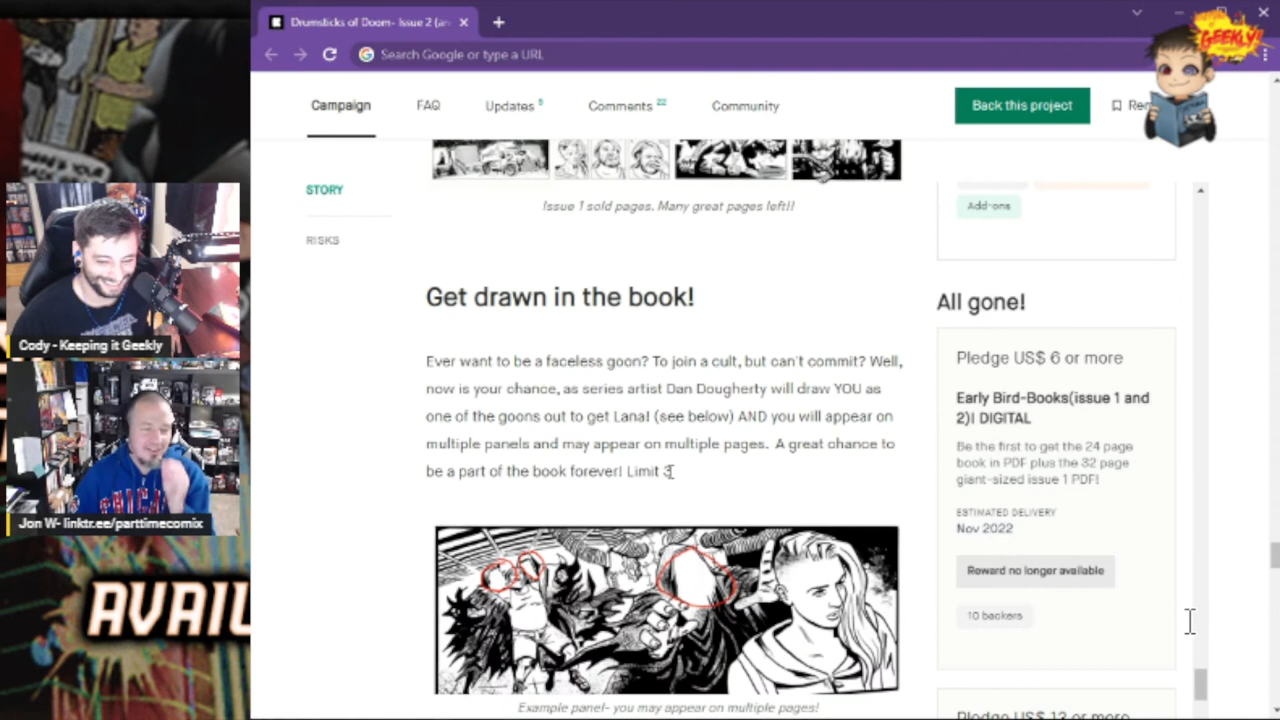 Drumsticks of Doom- Issue 2 (an
Search Google or type a URL
GEEKLY!
Campaign
FAQ
Updates 5
Comments 22
Community
Back this project
STORY
RISKS
Issue 1 sold pages. Many great pages left!!
Get drawn in the book!
Ever want to be a faceless goon? To join a cult, but can't commit? Well,
now is your chance, as series artist Dan Dougherty will draw YOU as
one of the goons out to get Lana! (see below) AND you will appear on
multiple panels and may appear on multiple pages. A great chance to
be a part of the book forever! Limit 3
Example panel- you may appear on multiple pages!
Add-ons
All gone!
Pledge US$ 6 or more
Early Bird-Books(issue 1 and
2)! DIGITAL
Be the first to get the 24 page
book in PDF plus the 32 page
giant-sized issue 1 PDF!
ESTIMATED DELIVERY
Nov 2022
Reward no longer available
10 backers
Pledge US$ 13 or more
Cody - Keeping it Geekly
Jon W- linktr.ee/parttimecomix
AVAIL